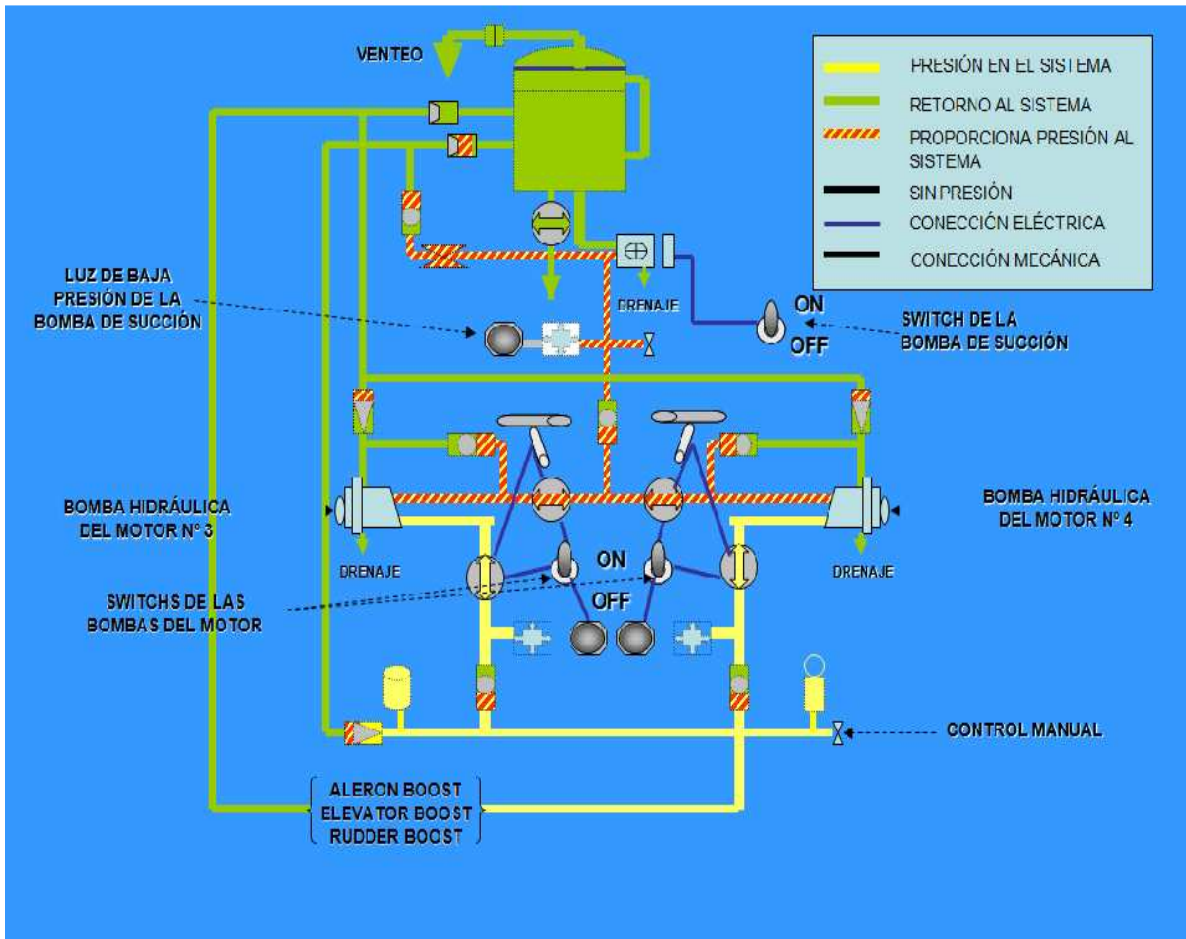 VENTEO
PRESIÓN EN EL SISTEMA
RETORNO AL SISTEMA
PROPORCIONA PRESIÓN AL
SISTEMA
SIN PRESIÓN
CONECCIÓN ELÉCTRICA
CONECCIÓN MECÁNICA
LUZ DE BAJA
PRESIÓN DE LA
BOMBA DE SUCCIÓN
DRENAJE
ON
OFF
SWITCH DE LA
BOMBA DE SUCCIÓN
BOMBA HIDRÁULICA
DEL MOTOR Nº 3
BOMBA HIDRÁULICA
DEL MOTOR Nº 4
DRENAJE
ON
OFF
DRENAJE
SWITCHS DE LAS
BOMBAS DEL MOTOR
CONTROL MANUAL
ALERON BOOST
ELEVATOR BOOST
RUDDER BOOST